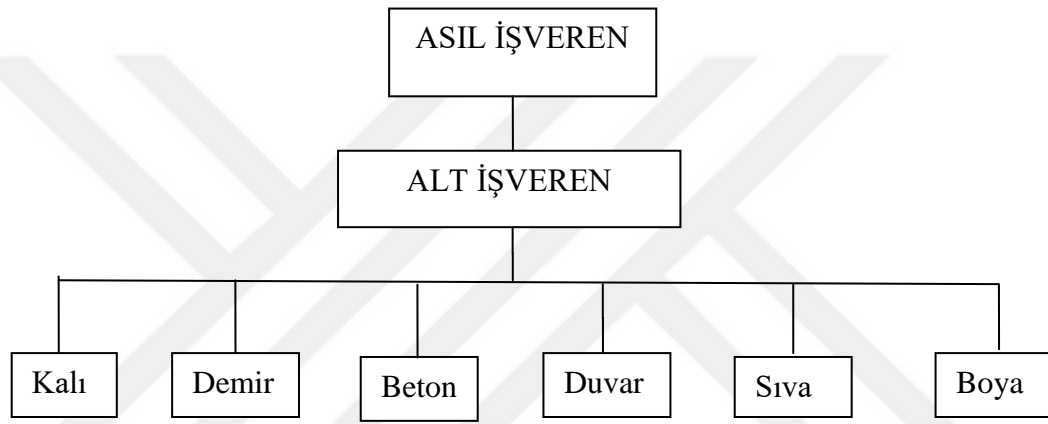 ASIL İŞVEREN
ALT İŞVEREN
Kalı
Demir
Beton
Duvar
Sıva
Boya